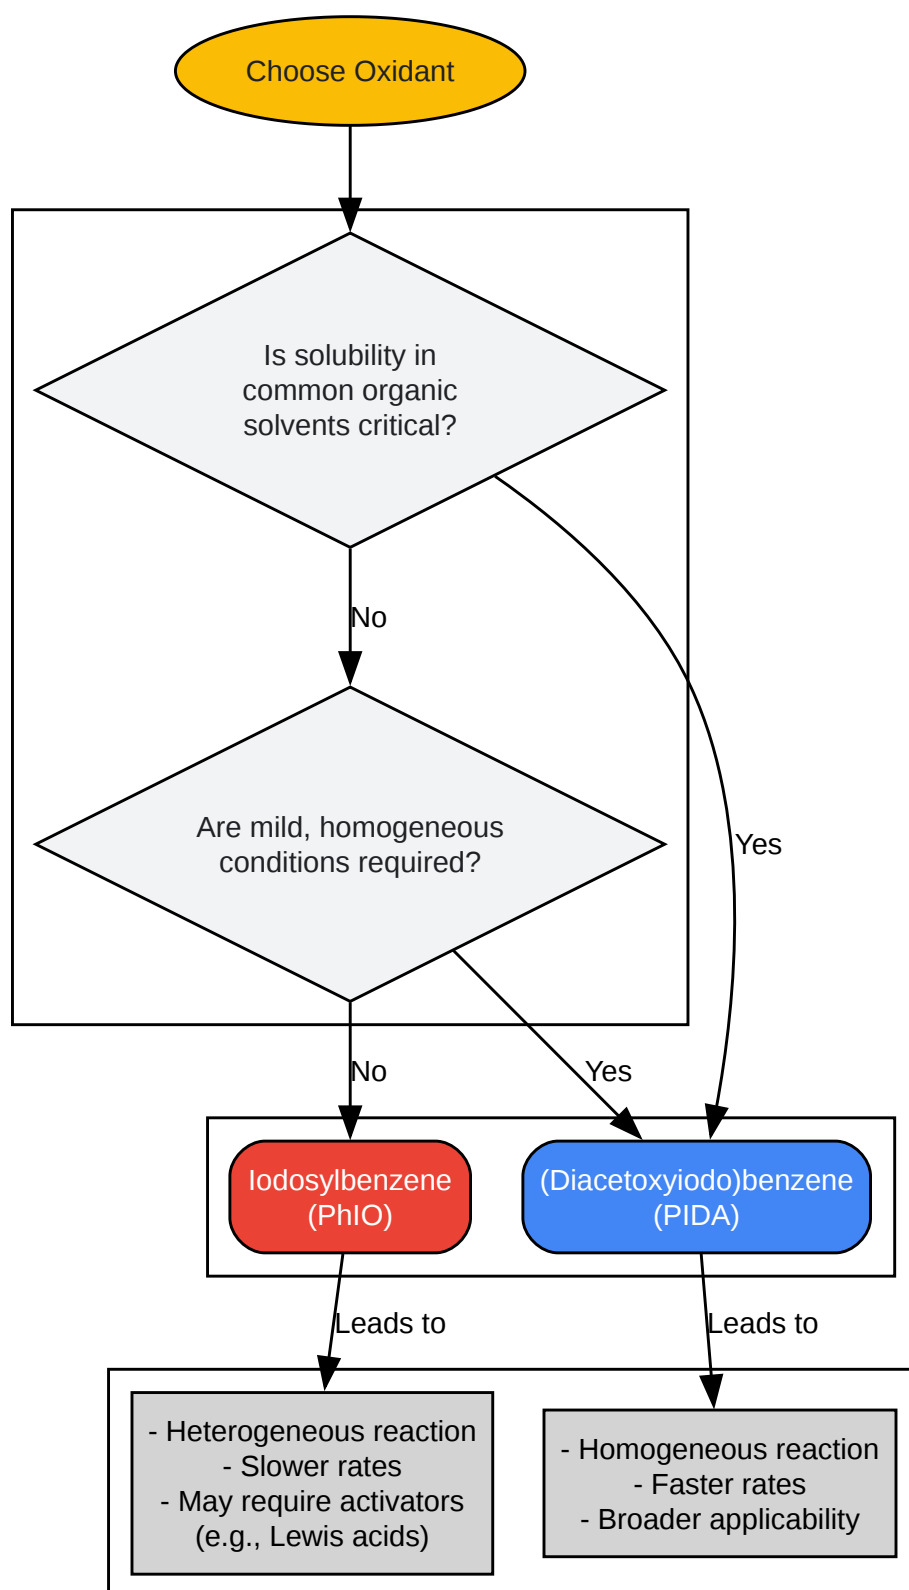 Choose Oxidant
Is solubility in
common organic
solvents critical?
No
Are mild, homogeneous
conditions required?
Yes
No
Yes
Iodosylbenzene
(PhIO)
(Diacetoxyiodo)benzene
(PIDA)
Leads to
Leads to
- Heterogeneous reaction
- Slower rates
- May require activators
(e.g., Lewis acids)
- Homogeneous reaction
- Faster rates
- Broader applicability